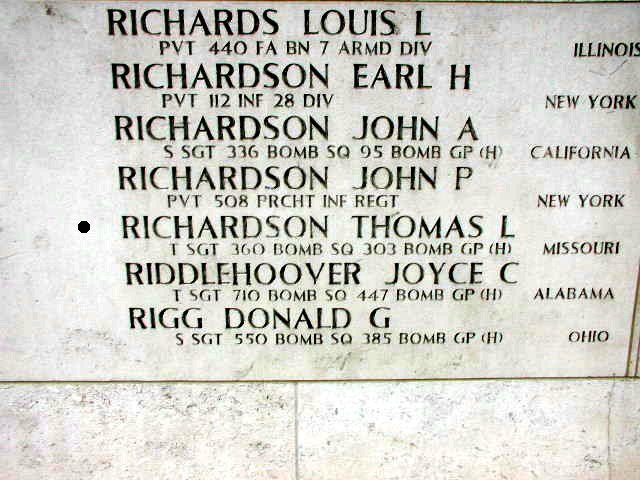 RICHARDS LOUIS L
PVT 440 FA BN 7 ARMD DIV ILLINOIS
RICHARDSON EARL H
PVT 112 INF 28 DIV NEW YORK
RICHARDSON JOHN A
S SGT 336 BOMB SQ 95 BOMB GP (H) CALIFORNIA
RICHARDSON JOHN P
PVT 508 PRCHT INF REGT NEW YORK
RICHARDSON THOMAS L
T SGT 360 BOMB SQ 303 BOMB GP (H) MISSOURI
RIDDLEHOOVER JOYCE C
T SGT 710 BOMB SQ 447 BOMB GP (H) ALABAMA
RIGG DONALD G
S SGT 550 BOMB SQ 385 BOMB GP (H) OHIO